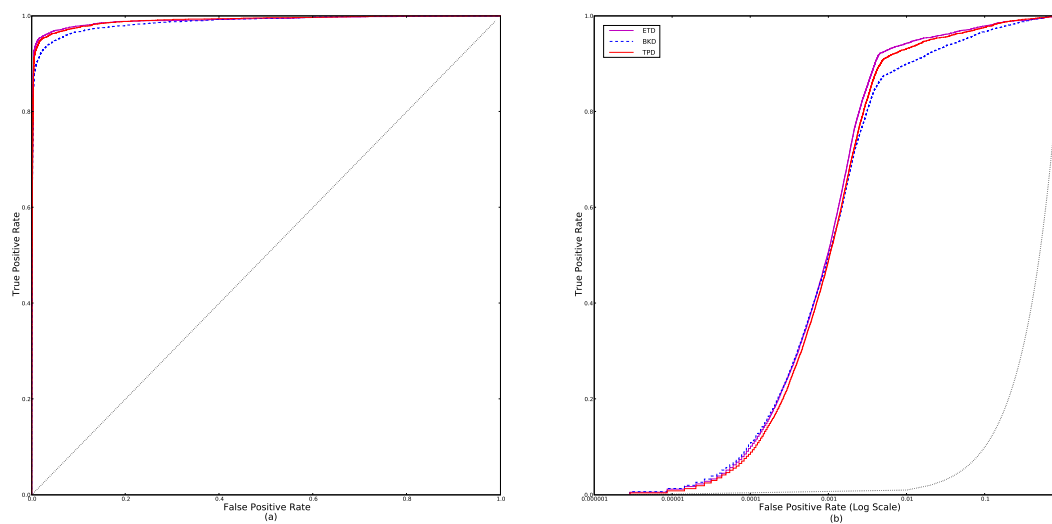 1.0
0.8
0.6
0.4
0.2
0.0
True Positive Rate
0.0 0.2 0.4 0.6 0.8 1.0
False Positive Rate
(a)
1.0
0.8
0.6
0.4
0.2
0.0
True Positive Rate
ETD
BKD
TPD
0.000001 0.00001 0.0001 0.001 0.01 0.1
False Positive Rate (Log Scale)
(b)